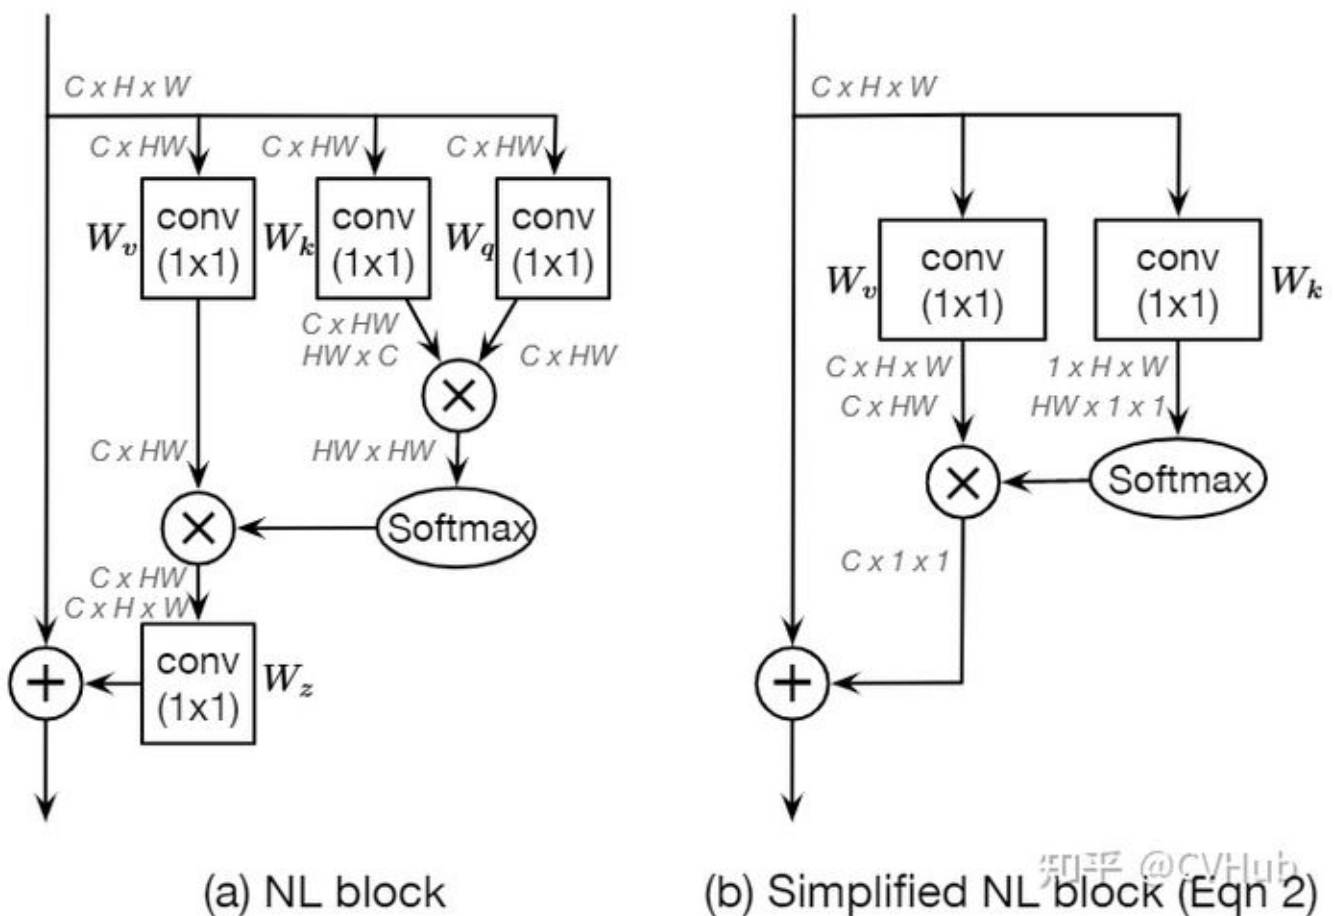 C x H x W
C x HW
C x HW
C x HW
W_v
conv
(1x1)
W_k
conv
(1x1)
W_q
conv
(1x1)
C x HW
HW x C
C x HW
C x HW
HW x HW
Softmax
C x HW
C x H x W
conv
(1x1)
W_z
(a) NL block
C x H x W
W_v
conv
(1x1)
conv
(1x1)
W_k
C x H x W
C x HW
1 x H x W
HW x 1 x 1
Softmax
C x 1 x 1
(b) Simplified NL block (Eqn 2)
知乎 @CVHub